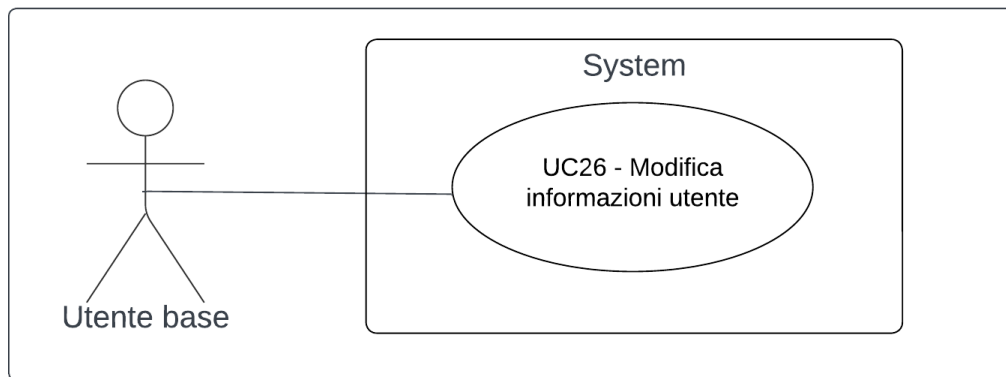 System
UC26 - Modifica
informazioni utente
Utente base